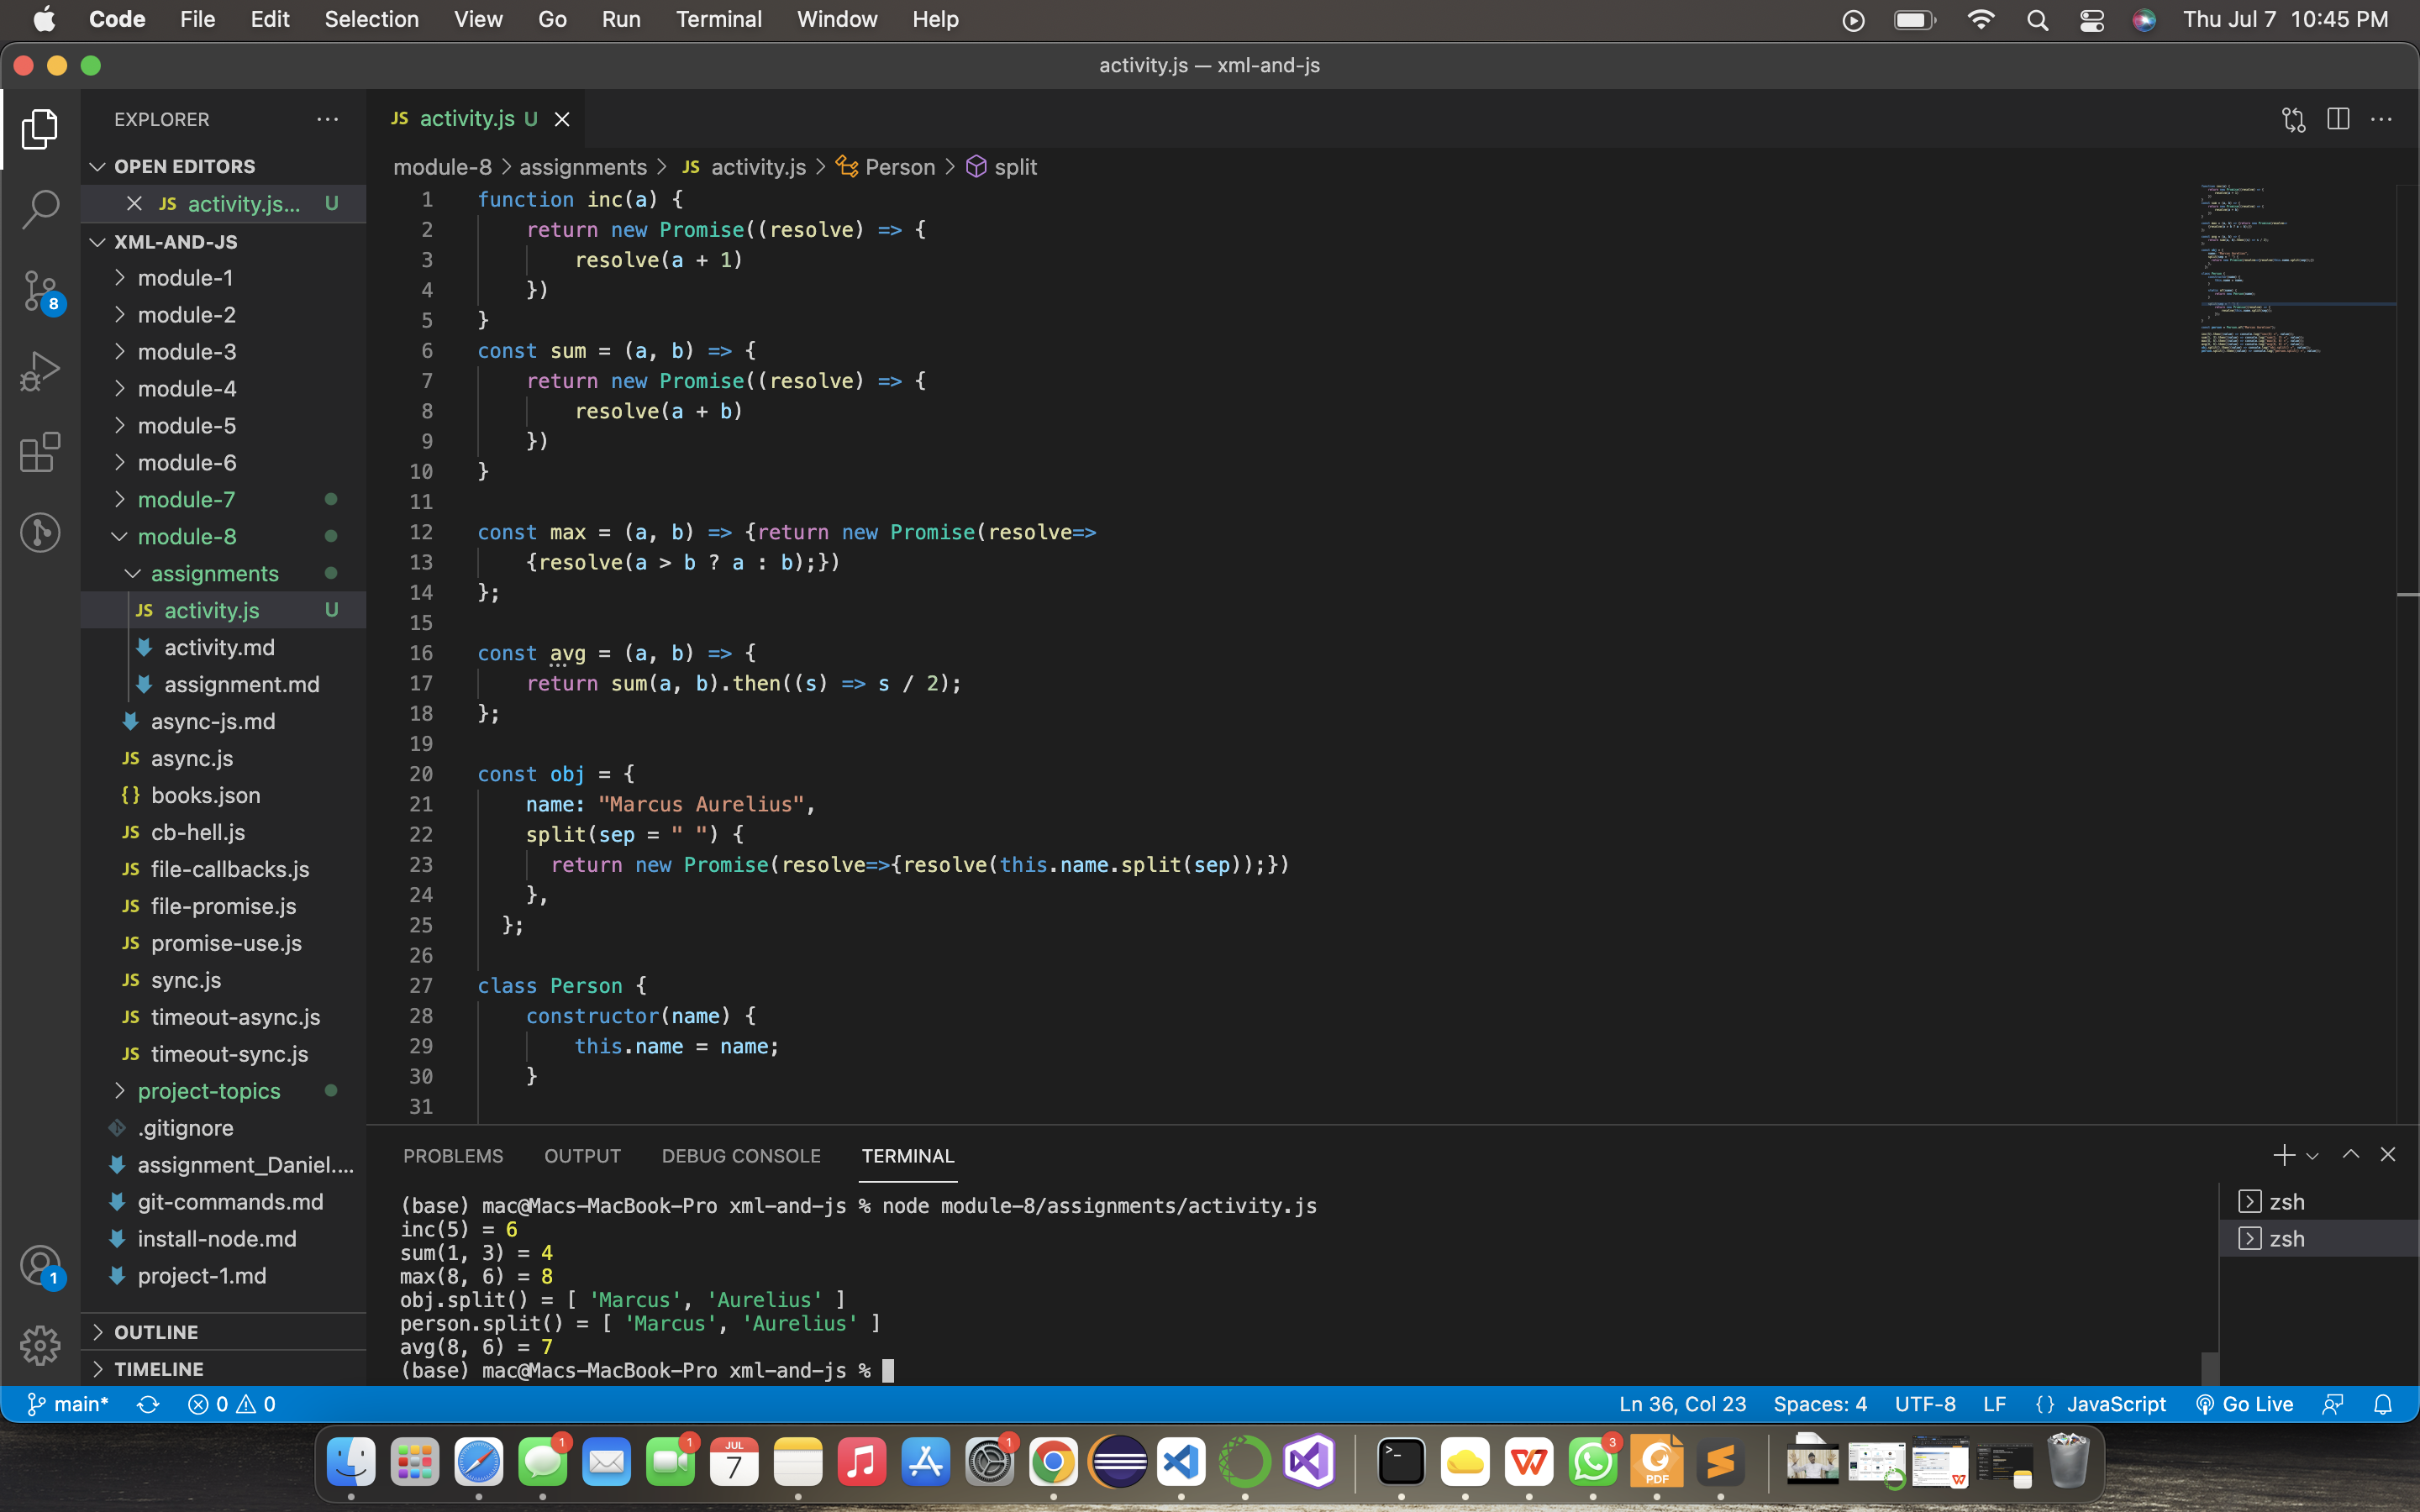 Code File Edit Selection View Go Run Terminal Window Help Thu Jul 7 10:45 PM
activity.js — xml-and-js
EXPLORER
OPEN EDITORS
JS activity.js... U
XML-AND-JS
module-1
module-2
module-3
module-4
module-5
module-6
module-7
module-8
assignments
JS activity.js U
activity.md
assignment.md
async-js.md
JS async.js
{} books.json
JS cb-hell.js
JS file-callbacks.js
JS file-promise.js
JS promise-use.js
JS sync.js
JS timeout-async.js
JS timeout-sync.js
project-topics
.gitignore
assignment_Daniel....
git-commands.md
install-node.md
project-1.md
OUTLINE
TIMELINE
8
1
JS activity.js U
module-8 > assignments > JS activity.js > Person > split
1 function inc(a) {
2 return new Promise((resolve) => {
3 resolve(a + 1)
4 })
5 }
6 const sum = (a, b) => {
7 return new Promise((resolve) => {
8 resolve(a + b)
9 })
10 }
11
12 const max = (a, b) => {return new Promise(resolve=>
13 {resolve(a > b ? a : b);})
14 };
15
16 const avg = (a, b) => {
17 return sum(a, b).then((s) => s / 2);
18 };
19
20 const obj = {
21 name: "Marcus Aurelius",
22 split(sep = " ") {
23 return new Promise(resolve=>{resolve(this.name.split(sep));})
24 },
25 };
26
27 class Person {
28 constructor(name) {
29 this.name = name;
30 }
31
PROBLEMS OUTPUT DEBUG CONSOLE TERMINAL
(base) mac@Macs-MacBook-Pro xml-and-js % node module-8/assignments/activity.js
inc(5) = 6
sum(1, 3) = 4
max(8, 6) = 8
obj.split() = [ 'Marcus', 'Aurelius' ]
person.split() = [ 'Marcus', 'Aurelius' ]
avg(8, 6) = 7
(base) mac@Macs-MacBook-Pro xml-and-js %
zsh
zsh
main* 0 0 Ln 36, Col 23 Spaces: 4 UTF-8 LF {} JavaScript Go Live
1 1 JUL 7 1 3 PDF